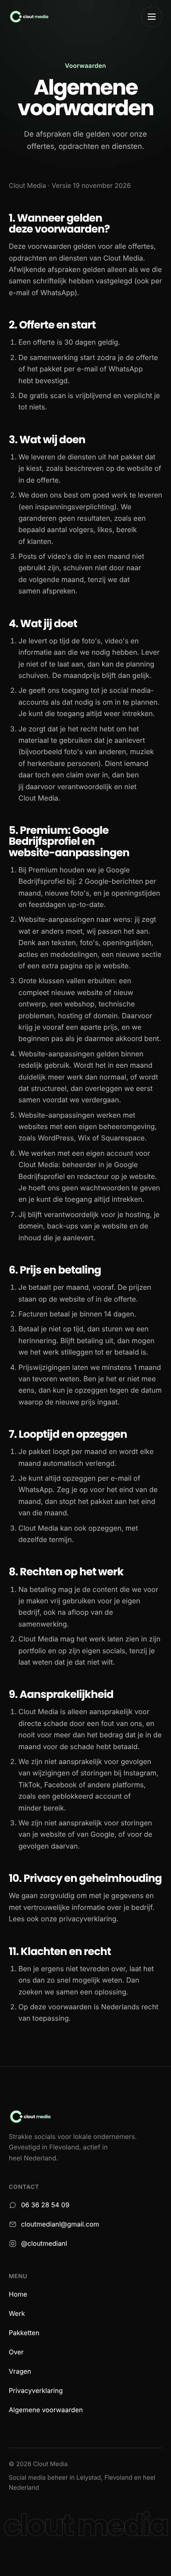 clout media
Voorwaarden
Algemene
voorwaarden
De afspraken die gelden voor onze
offertes, opdrachten en diensten.
Clout Media · Versie 19 november 2026
1. Wanneer gelden
deze voorwaarden?
Deze voorwaarden gelden voor alle offertes,
opdrachten en diensten van Clout Media.
Afwijkende afspraken gelden alleen als we die
samen schriftelijk hebben vastgelegd (ook per
e-mail of WhatsApp).
2. Offerte en start
1. Een offerte is 30 dagen geldig.
2. De samenwerking start zodra je de offerte
of het pakket per e-mail of WhatsApp
hebt bevestigd.
3. De gratis scan is vrijblijvend en verplicht je
tot niets.
3. Wat wij doen
1. We leveren de diensten uit het pakket dat
je kiest, zoals beschreven op de website of
in de offerte.
2. We doen ons best om goed werk te leveren
(een inspanningsverplichting). We
garanderen geen resultaten, zoals een
bepaald aantal volgers, likes, bereik
of klanten.
3. Posts of video's die in een maand niet
gebruikt zijn, schuiven niet door naar
de volgende maand, tenzij we dat
samen afspreken.
4. Wat jij doet
1. Je levert op tijd de foto's, video's en
informatie aan die we nodig hebben. Lever
je niet of te laat aan, dan kan de planning
schuiven. De maandprijs blijft dan gelijk.
2. Je geeft ons toegang tot je social media-
accounts als dat nodig is om in te plannen.
Je kunt die toegang altijd weer intrekken.
3. Je zorgt dat je het recht hebt om het
materiaal te gebruiken dat je aanlevert
(bijvoorbeeld foto's van anderen, muziek
of herkenbare personen). Dient iemand
daar toch een claim over in, dan ben
jij daarvoor verantwoordelijk en niet
Clout Media.
5. Premium: Google
Bedrijfsprofiel en
website-aanpassingen
1. Bij Premium houden we je Google
Bedrijfsprofiel bij: 2 Google-berichten per
maand, nieuwe foto's, en je openingstijden
en feestdagen up-to-date.
2. Website-aanpassingen naar wens: jij zegt
wat er anders moet, wij passen het aan.
Denk aan teksten, foto's, openingstijden,
acties en mededelingen, een nieuwe sectie
of een extra pagina op je website.
3. Grote klussen vallen erbuiten: een
compleet nieuwe website of nieuw
ontwerp, een webshop, technische
problemen, hosting of domein. Daarvoor
krijg je vooraf een aparte prijs, en we
beginnen pas als je daarmee akkoord bent.
4. Website-aanpassingen gelden binnen
redelijk gebruik. Wordt het in een maand
duidelijk meer werk dan normaal, of wordt
dat structureel, dan overleggen we eerst
samen voordat we verdergaan.
5. Website-aanpassingen werken met
websites met een eigen beheeromgeving,
zoals WordPress, Wix of Squarespace.
6. We werken met een eigen account voor
Clout Media: beheerder in je Google
Bedrijfsprofiel en redacteur op je website.
Je hoeft ons geen wachtwoorden te geven
en je kunt die toegang altijd intrekken.
7. Jij blijft verantwoordelijk voor je hosting, je
domein, back-ups van je website en de
inhoud die je aanlevert.
6. Prijs en betaling
1. Je betaalt per maand, vooraf. De prijzen
staan op de website of in de offerte.
2. Facturen betaal je binnen 14 dagen.
3. Betaal je niet op tijd, dan sturen we een
herinnering. Blijft betaling uit, dan mogen
we het werk stilleggen tot er betaald is.
4. Prijswijzigingen laten we minstens 1 maand
van tevoren weten. Ben je het er niet mee
eens, dan kun je opzeggen tegen de datum
waarop de nieuwe prijs ingaat.
7. Looptijd en opzeggen
1. Je pakket loopt per maand en wordt elke
maand automatisch verlengd.
2. Je kunt altijd opzeggen per e-mail of
WhatsApp. Zeg je op voor het eind van de
maand, dan stopt het pakket aan het eind
van die maand.
3. Clout Media kan ook opzeggen, met
dezelfde termijn.
8. Rechten op het werk
1. Na betaling mag je de content die we voor
je maken vrij gebruiken voor je eigen
bedrijf, ook na afloop van de
samenwerking.
2. Clout Media mag het werk laten zien in zijn
portfolio en op zijn eigen socials, tenzij je
laat weten dat je dat niet wilt.
9. Aansprakelijkheid
1. Clout Media is alleen aansprakelijk voor
directe schade door een fout van ons, en
nooit voor meer dan het bedrag dat je in de
maand voor de schade hebt betaald.
2. We zijn niet aansprakelijk voor gevolgen
van wijzigingen of storingen bij Instagram,
TikTok, Facebook of andere platforms,
zoals een geblokkeerd account of
minder bereik.
3. We zijn niet aansprakelijk voor storingen
van je website of van Google, of voor de
gevolgen daarvan.
10. Privacy en geheimhouding
We gaan zorgvuldig om met je gegevens en
met vertrouwelijke informatie over je bedrijf.
Lees ook onze privacyverklaring.
11. Klachten en recht
1. Ben je ergens niet tevreden over, laat het
ons dan zo snel mogelijk weten. Dan
zoeken we samen een oplossing.
2. Op deze voorwaarden is Nederlands recht
van toepassing.
clout media
Strakke socials voor lokale ondernemers.
Gevestigd in Flevoland, actief in
heel Nederland.
CONTACT
06 36 28 54 09
cloutmedianl@gmail.com
@cloutmedianl
MENU
Home
Werk
Pakketten
Over
Vragen
Privacyverklaring
Algemene voorwaarden
© 2026 Clout Media
Social media beheer in Lelystad, Flevoland en heel
Nederland
clout media